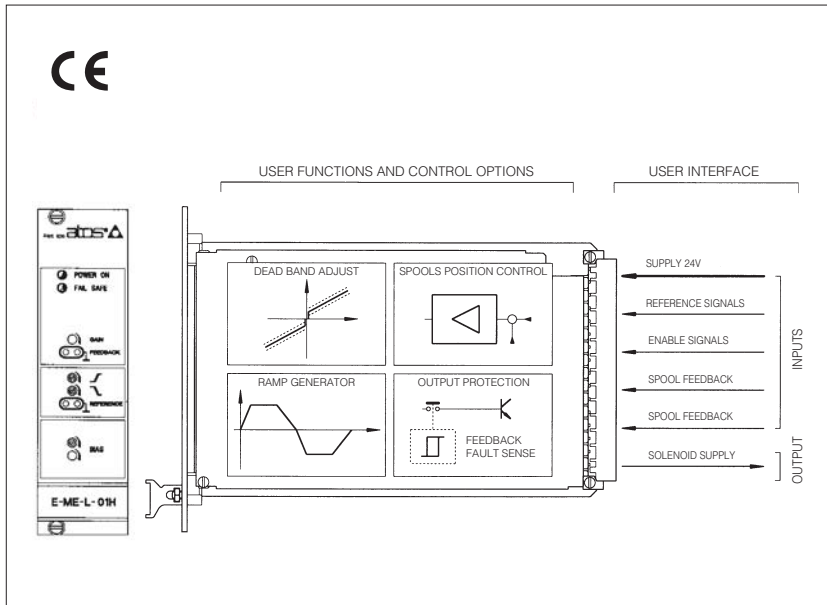 CE
USER FUNCTIONS AND CONTROL OPTIONS
USER INTERFACE
atos
POWER ON
FAIL SAFE
GAIN
FEEDBACK
REFERENCE
BIAS
E-ME-L-01H
DEAD BAND ADJUST
SPOOLS POSITION CONTROL
RAMP GENERATOR
OUTPUT PROTECTION
FEEDBACK
FAULT SENSE
SUPPLY 24V
REFERENCE SIGNALS
ENABLE SIGNALS
SPOOL FEEDBACK
SPOOL FEEDBACK
SOLENOID SUPPLY
INPUTS
OUTPUT